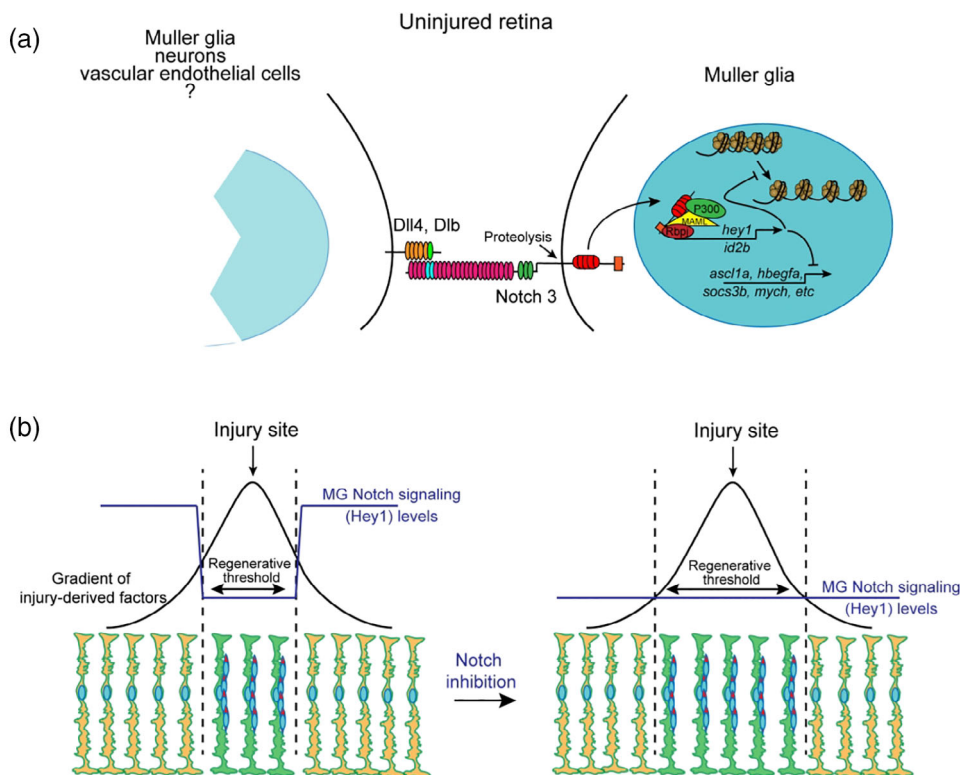 (a)
Uninjured retina
Muller glia
neurons
vascular endothelial cells
?
Muller glia
Dll4, Dlb
Proteolysis
Notch 3
P300
MAML
Rbpj
hey1
id2b
ascl1a, hbegfa,
socs3b, mych, etc
(b)
Injury site
MG Notch signaling
(Hey1) levels
Regenerative
threshold
Gradient of
injury-derived factors
Notch
inhibition
Injury site
Regenerative
threshold
MG Notch signaling
(Hey1) levels